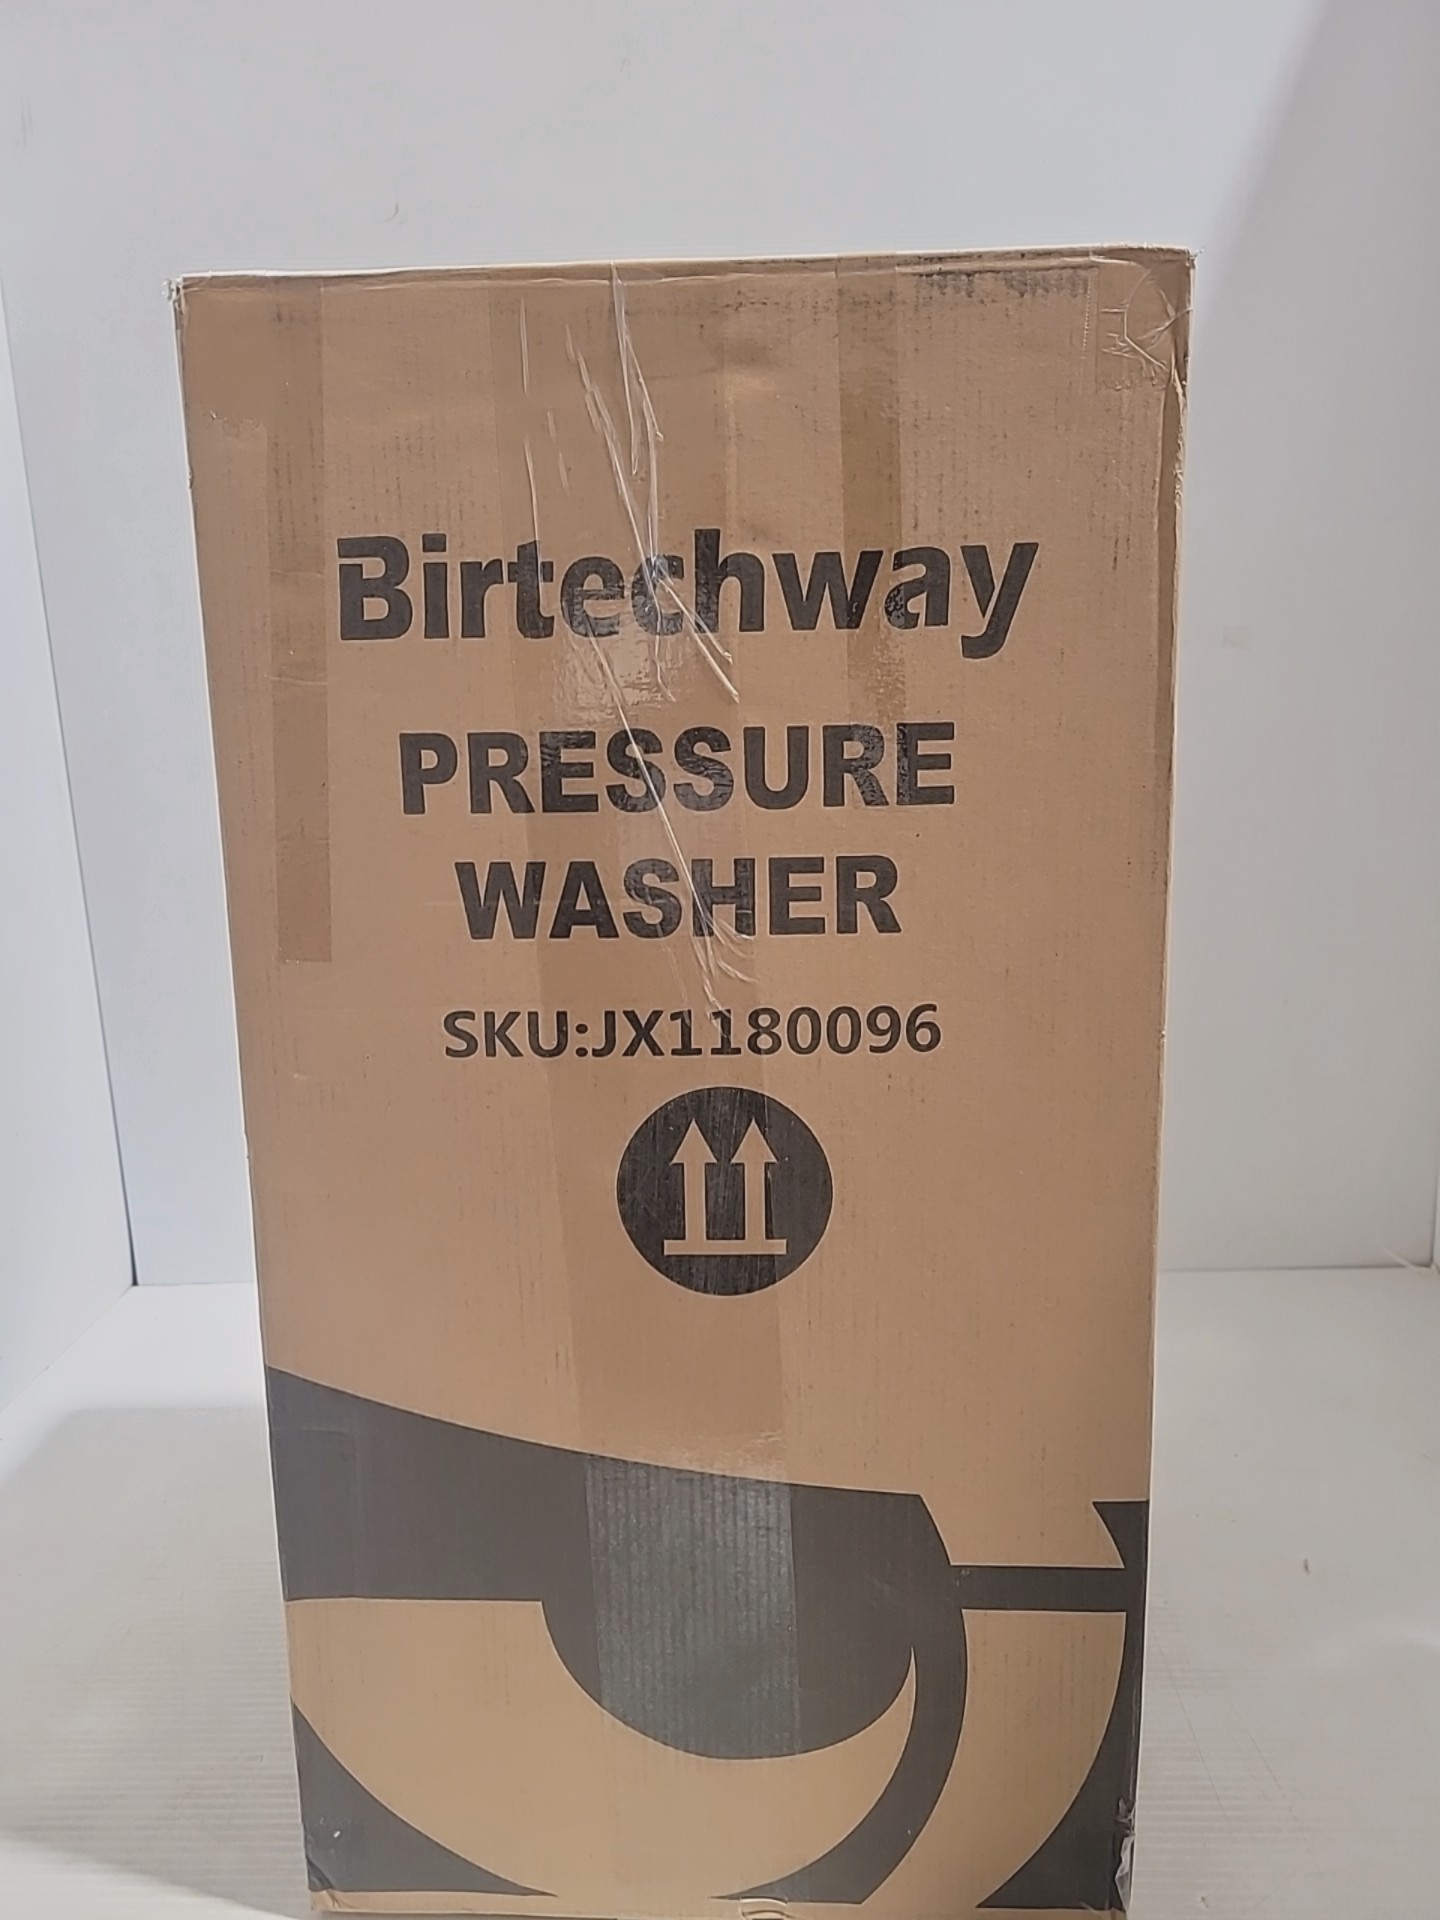 Birtechway
PRESSURE
WASHER
SKU:JX1180096